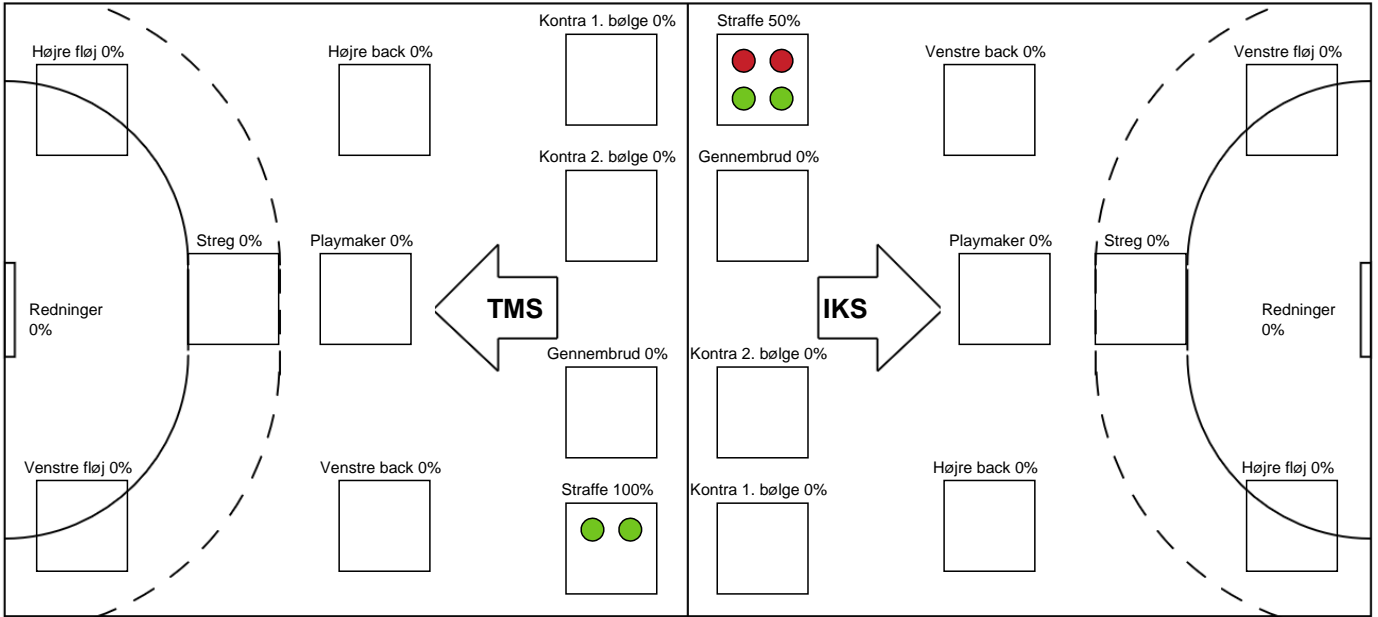 Kontra 1. bølge 0%
Straffe 50%
Højre fløj 0%
Højre back 0%
Venstre back 0%
Venstre fløj 0%
Kontra 2. bølge 0%
Gennembrud 0%
Streg 0%
Playmaker 0%
Playmaker 0%
Streg 0%
Redninger
0%
TMS
IKS
Redninger
0%
Gennembrud 0%
Kontra 2. bølge 0%
Venstre fløj 0%
Venstre back 0%
Højre back 0%
Højre fløj 0%
Straffe 100%
Kontra 1. bølge 0%